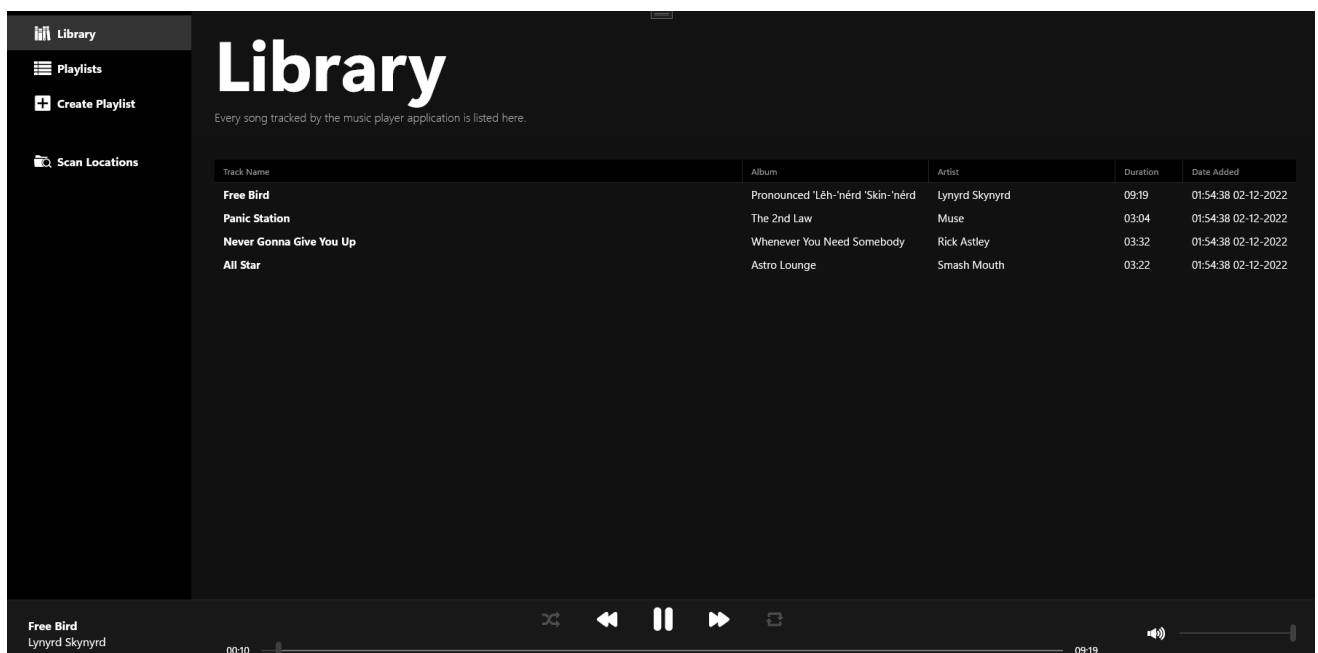 Library
Playlists
Create Playlist
Scan Locations
Library
Every song tracked by the music player application is listed here.
Track Name Album Artist Duration Date Added
Free Bird Pronounced 'Lĕh-'nérd 'Skin-'nérd Lynyrd Skynyrd 09:19 01:54:38 02-12-2022
Panic Station The 2nd Law Muse 03:04 01:54:38 02-12-2022
Never Gonna Give You Up Whenever You Need Somebody Rick Astley 03:32 01:54:38 02-12-2022
All Star Astro Lounge Smash Mouth 03:22 01:54:38 02-12-2022
Free Bird
Lynyrd Skynyrd
00:10 09:19